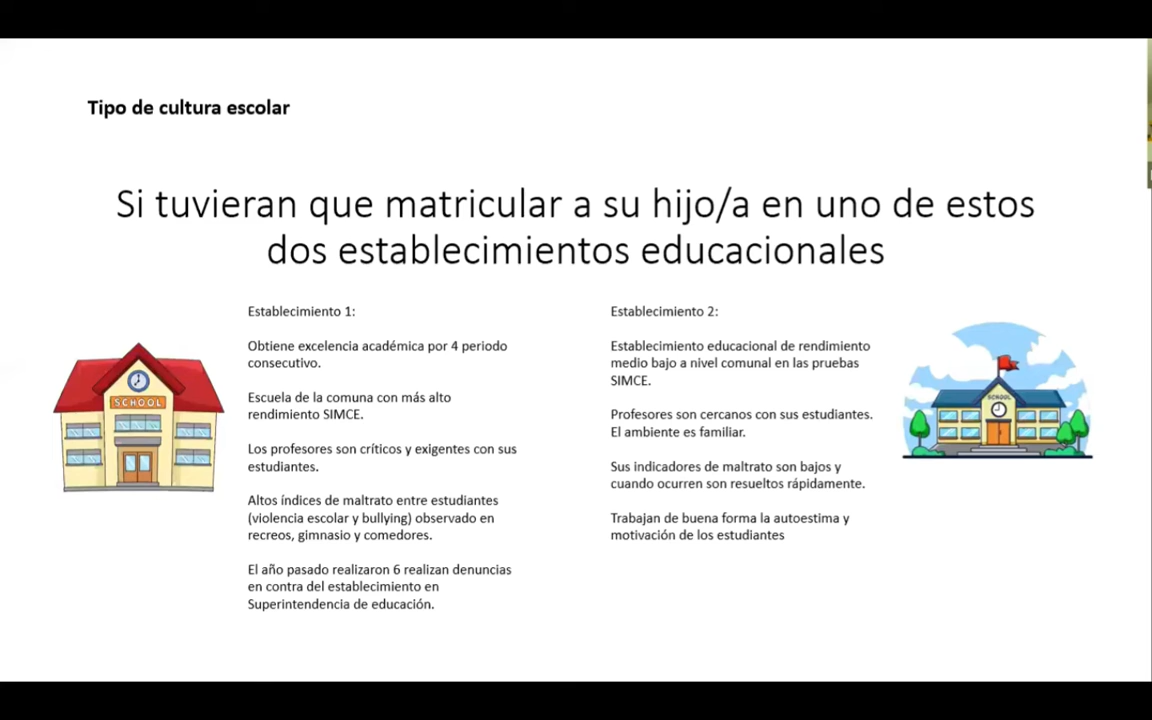 Tipo de cultura escolar
Si tuvieran que matricular a su hijo/a en uno de estos
dos establecimientos educacionales
Establecimiento 1:
Obtiene excelencia académica por 4 periodo
consecutivo.
Escuela de la comuna con más alto
rendimiento SIMCE.
Los profesores son críticos y exigentes con sus
estudiantes.
Altos índices de maltrato entre estudiantes
(violencia escolar y bullying) observado en
recreos, gimnasio y comedores.
El año pasado realizaron 6 realizan denuncias
en contra del establecimiento en
Superintendencia de educación.
SCHOOL
Establecimiento 2:
Establecimiento educacional de rendimiento
medio bajo a nivel comunal en las pruebas
SIMCE.
Profesores son cercanos con sus estudiantes.
El ambiente es familiar.
Sus indicadores de maltrato son bajos y
cuando ocurren son resueltos rápidamente.
Trabajan de buena forma la autoestima y
motivación de los estudiantes
SCHOOL